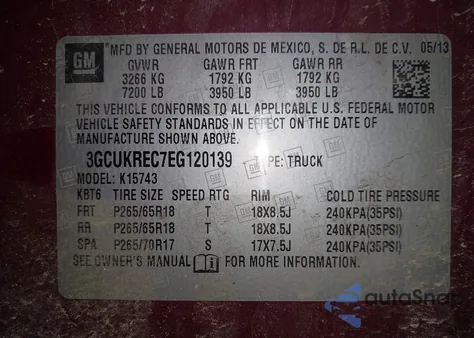 GM
*MFD BY GENERAL MOTORS DE MEXICO, S. DE R.L. DE C.V. 05/13
GVWR GAWR FRT GAWR RR
3266 KG 1792 KG 1792 KG
7200 LB 3950 LB 3950 LB
THIS VEHICLE CONFORMS TO ALL APPLICABLE U.S. FEDERAL MOTOR
VEHICLE SAFETY STANDARDS IN EFFECT ON THE DATE OF
MANUFACTURE SHOWN ABOVE.
3GCUKREC7EG120139 TYPE: TRUCK
MODEL: K15743
KBT6 TIRE SIZE SPEED RTG RIM COLD TIRE PRESSURE
FRT P265/65R18 T 18X8.5J 240KPA(35PSI)
RR P265/65R18 T 18X8.5J 240KPA(35PSI)
SPA P265/70R17 S 17X7.5J 240KPA(35PSI)
SEE OWNER'S MANUAL FOR MORE INFORMATION.